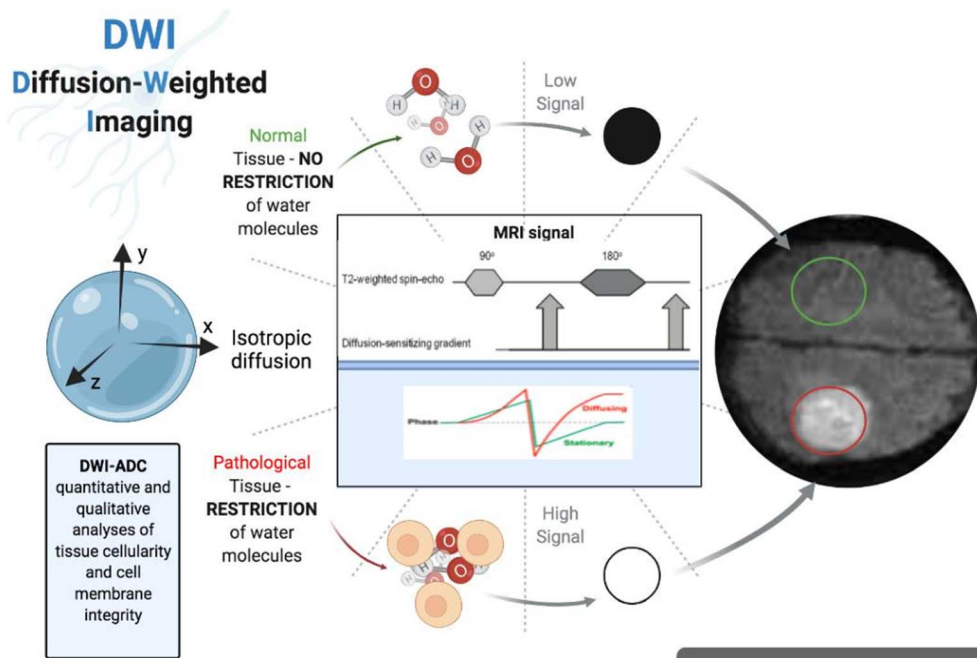 DWI
Diffusion-Weighted
Imaging
Normal
Tissue - NO
RESTRICTION
of water
molecules
H
O
H
H
O
H
H
O
Low
Signal
MRI signal
90º
180º
T2-weighted spin-echo
Diffusion-sensitizing gradient
Phase
Diffusing
Stationary
y
x
z
Isotropic
diffusion
DWI-ADC
quantitative and
qualitative
analyses of
tissue cellularity
and cell
membrane
integrity
Pathological
Tissue -
RESTRICTION
of water
molecules
O
H
H
O
H
H
O
High
Signal